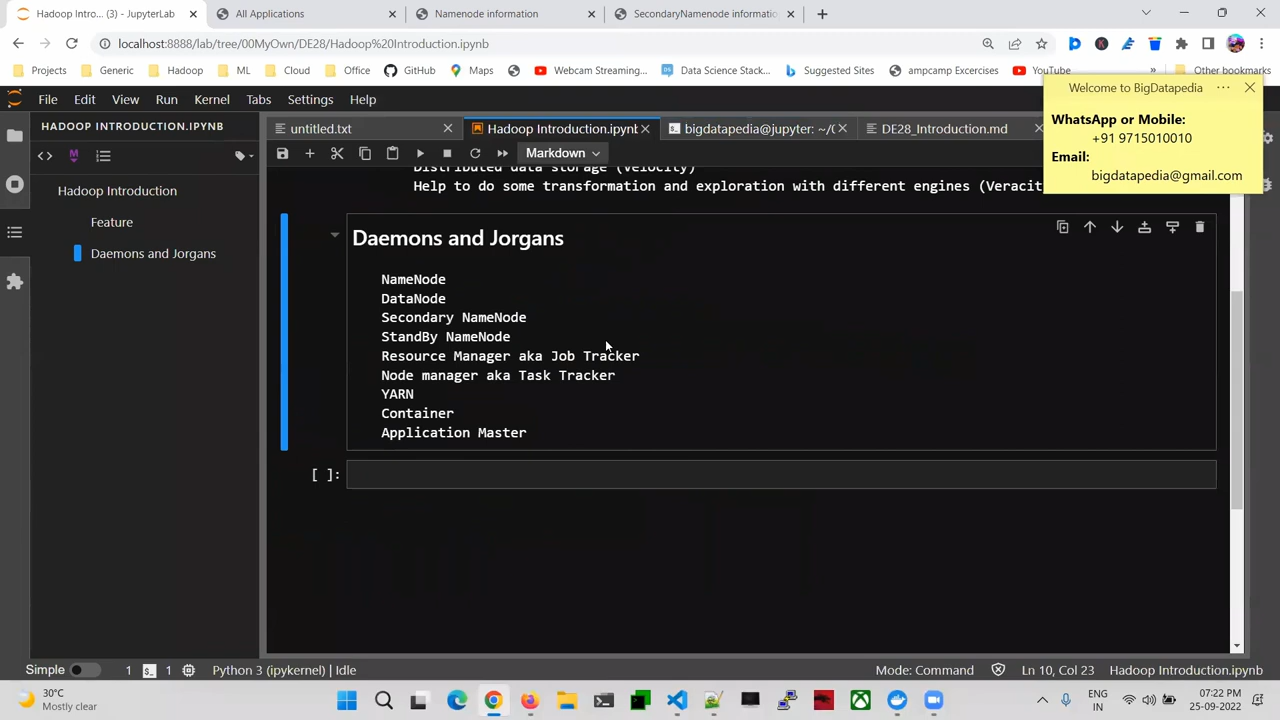 Hadoop Intro... (3) - JupyterLab
All Applications
Namenode information
SecondaryNamenode informatio
localhost:8888/lab/tree/00MyOwn/DE28/Hadoop%20Introduction.ipynb
Projects Generic Hadoop ML Cloud Office GitHub Maps Webcam Streaming... Data Science Stack... Suggested Sites ampcamp Excercises YouTube » Other bookmarks
File Edit View Run Kernel Tabs Settings Help
Welcome to BigDatapedia ...
WhatsApp or Mobile:
+91 9715010010
Email:
bigdatapedia@gmail.com
HADOOP INTRODUCTION.IPYNB
untitled.txt
Hadoop Introduction.ipynt
bigdatapedia@jupyter: ~/(
DE28_Introduction.md
Markdown
Hadoop Introduction
Feature
Daemons and Jorgans
Distributed data storage (Velocity)
Help to do some transformation and exploration with different engines (Veracit
Daemons and Jorgans
NameNode
DataNode
Secondary NameNode
StandBy NameNode
Resource Manager aka Job Tracker
Node manager aka Task Tracker
YARN
Container
Application Master
[ ]:
Simple 1 $_ 1 Python 3 (ipykernel) | Idle Mode: Command Ln 10, Col 23 Hadoop Introduction.ipynb
30°C
Mostly clear
ENG
IN
07:22 PM
25-09-2022